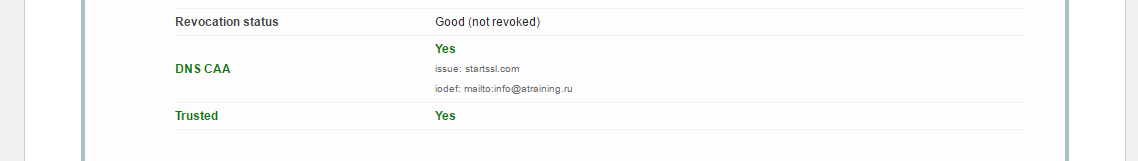 Revocation status Good (not revoked)
Yes
DNS CAA issue: startssl.com
iodef: mailto:info@atraining.ru
Trusted Yes